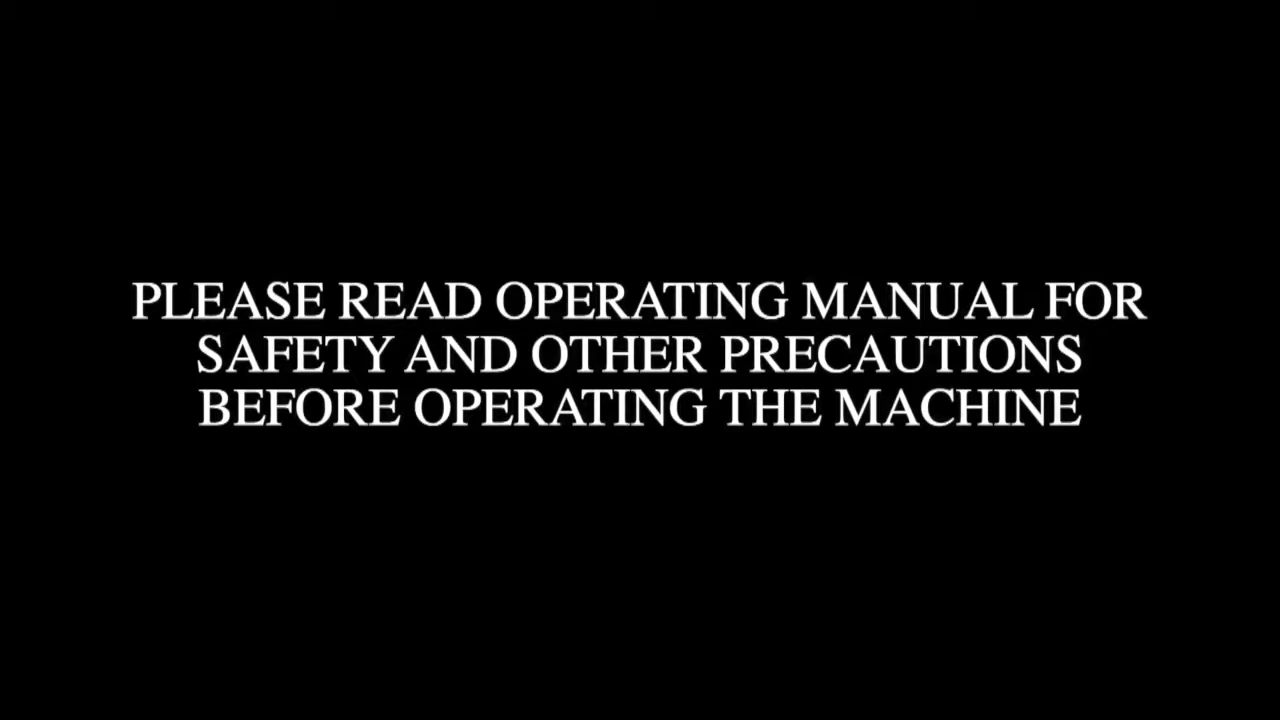 PLEASE READ OPERATING MANUAL FOR
SAFETY AND OTHER PRECAUTIONS
BEFORE OPERATING THE MACHINE